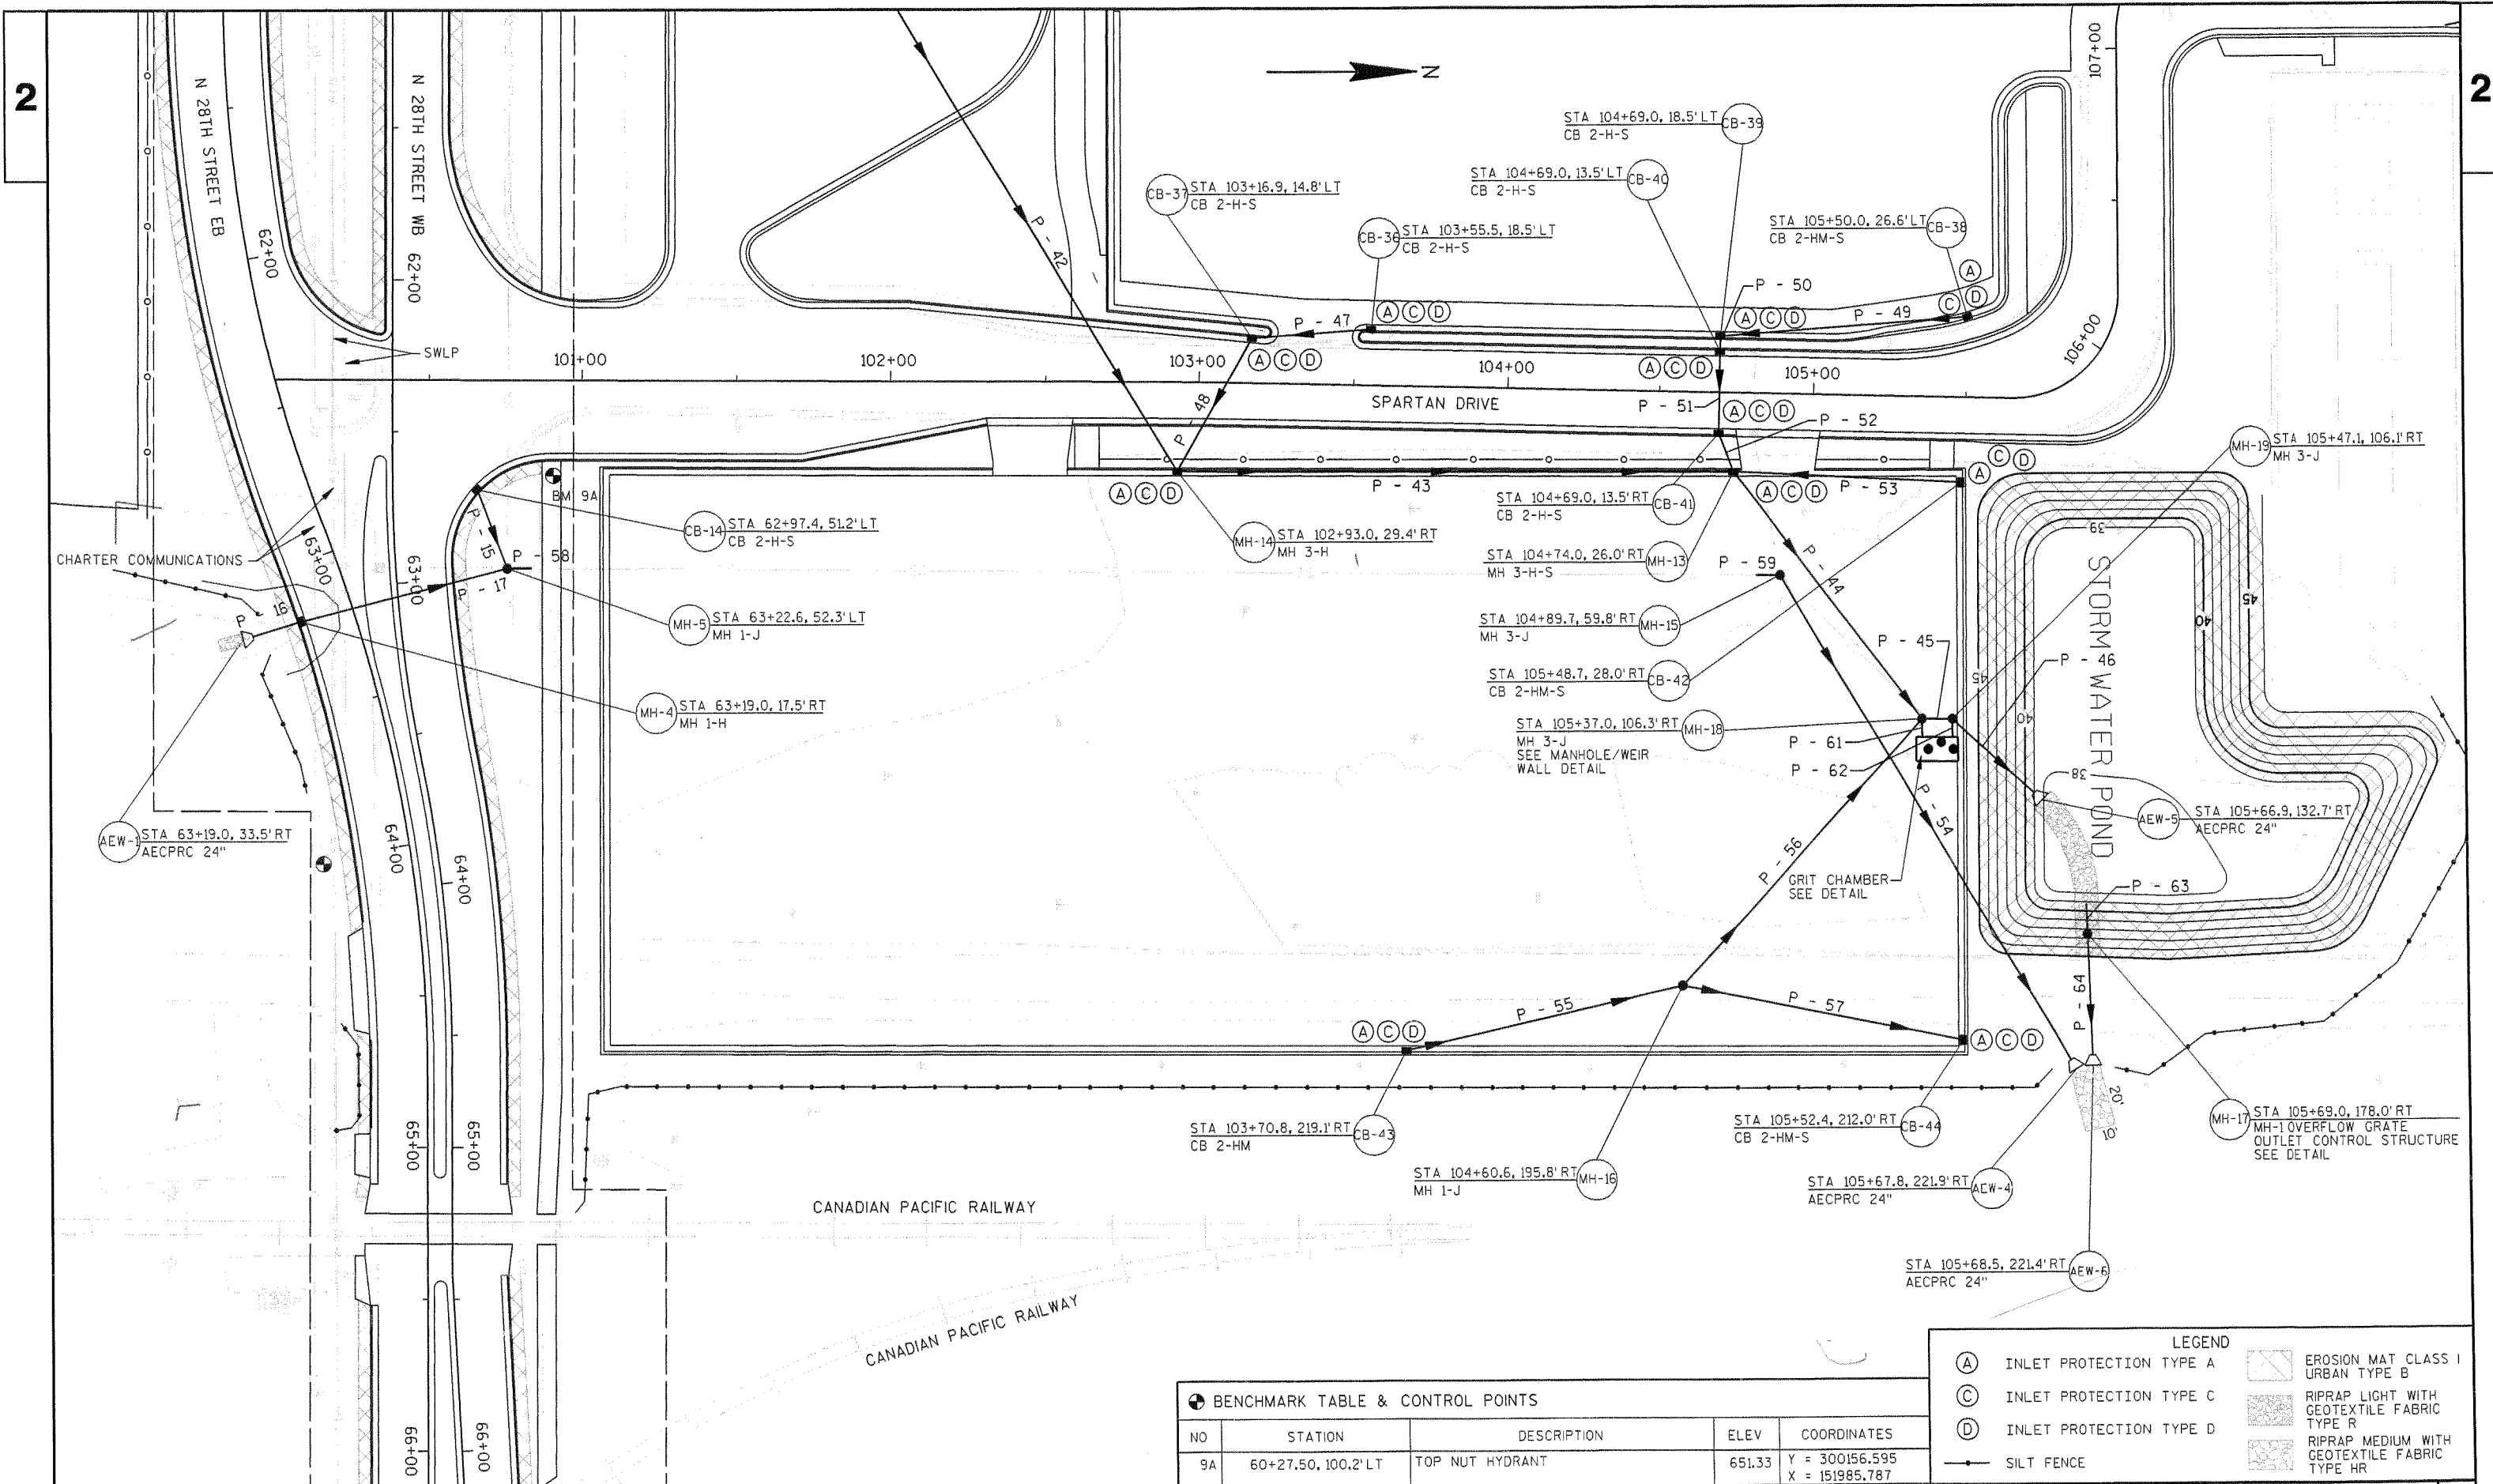 2
2
N 28TH STREET EB
N 28TH STREET WB
62+00
62+00
SWLP
P - 42
N
107+00
STA 104+69.0, 18.5' LT
CB 2-H-S
CB-39
STA 104+69.0, 13.5' LT
CB 2-H-S
CB-40
CB-37
STA 103+16.9, 14.8' LT
CB 2-H-S
CB-36
STA 103+55.5, 18.5' LT
CB 2-H-S
STA 105+50.0, 26.6' LT
CB 2-HM-S
CB-38
A
C D
P - 50
P - 49
A C D
P - 47
A C D
A C D
A C D
106+00
101+00
102+00
103+00
104+00
105+00
SPARTAN DRIVE
P - 48
P - 51
A C D
P - 52
MH-19
STA 105+47.1, 106.1' RT
MH 3-J
C D
A
BM 9A
A C D
P - 43
A C D
P - 53
STA 104+69.0, 13.5' RT
CB 2-H-S
CB-41
CB-14
STA 62+97.4, 51.2' LT
CB 2-H-S
MH-14
STA 102+93.0, 29.4' RT
MH 3-H
STA 104+74.0, 26.0' RT
MH 3-H-S
MH-13
CHARTER COMMUNICATIONS
63+00
63+00
P - 15
P - 58
P - 17
P - 16
P - 59
P - 44
39
45
40
STORMWATER POND
MH-5
STA 63+22.6, 52.3' LT
MH 1-J
STA 104+89.7, 59.8' RT
MH 3-J
MH-15
P - 45
P - 46
STA 105+48.7, 28.0' RT
CB 2-HM-S
CB-42
45
40
MH-4
STA 63+19.0, 17.5' RT
MH 1-H
STA 105+37.0, 106.3' RT
MH 3-J
SEE MANHOLE/WEIR
WALL DETAIL
MH-18
P - 61
P - 62
38
P - 54
AEW-1
STA 63+19.0, 33.5' RT
AECPRC 24"
AEW-5
STA 105+66.9, 132.7' RT
AECPRC 24"
64+00
64+00
P - 56
GRIT CHAMBER
SEE DETAIL
P - 63
P - 64
P - 55
P - 57
A C D
A C D
20'
10'
65+00
65+00
STA 103+70.8, 219.1' RT
CB 2-HM
CB-43
STA 105+52.4, 212.0' RT
CB 2-HM-S
CB-44
MH-17
STA 105+69.0, 178.0' RT
MH-1 OVERFLOW GRATE
OUTLET CONTROL STRUCTURE
SEE DETAIL
STA 104+60.6, 195.8' RT
MH 1-J
MH-16
STA 105+67.8, 221.9' RT
AECPRC 24"
AEW-4
CANADIAN PACIFIC RAILWAY
STA 105+68.5, 221.4' RT
AECPRC 24"
AEW-6
CANADIAN PACIFIC RAILWAY
66+00
66+00
BENCHMARK TABLE & CONTROL POINTS
NO STATION DESCRIPTION ELEV COORDINATES
9A 60+27.50, 100.2' LT TOP NUT HYDRANT 651.33 Y = 300156.595
X = 151985.787
LEGEND
A INLET PROTECTION TYPE A
C INLET PROTECTION TYPE C
D INLET PROTECTION TYPE D
SILT FENCE
EROSION MAT CLASS I
URBAN TYPE B
RIPRAP LIGHT WITH
GEOTEXTILE FABRIC
TYPE R
RIPRAP MEDIUM WITH
GEOTEXTILE FABRIC
TYPE HR